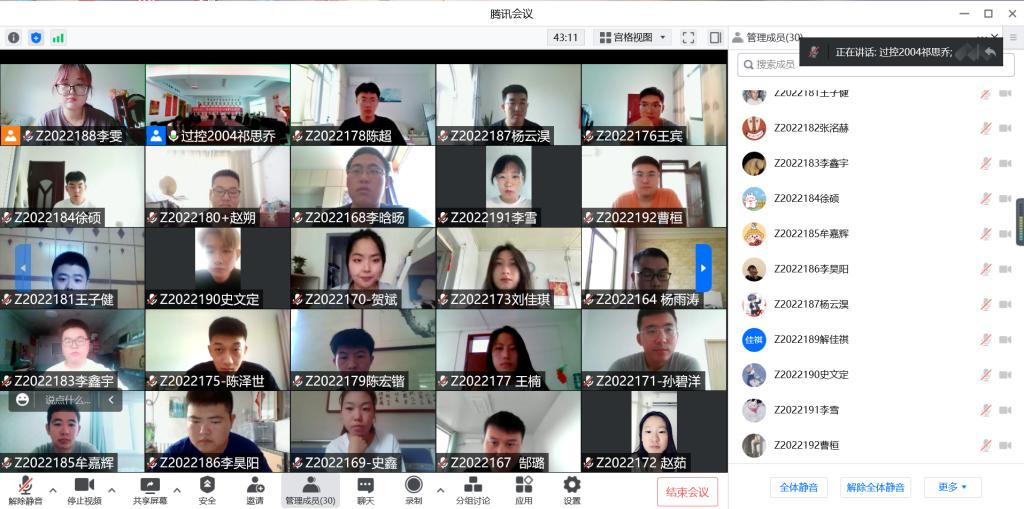 腾讯会议
43:11
宫格视图
管理成员(30)
正在讲话: 过控2004祁思乔;
搜索成员
Z2022188李雯
过控2004祁思乔
Z2022178陈超
Z2022187杨云淏
Z2022176王宾
Z2022184徐硕
Z2022180+赵朔
Z2022168李晗旸
Z2022191李雪
Z2022192曹桓
Z2022181王子健
Z2022190史文定
Z2022170-贺斌
Z2022173刘佳琪
Z2022164 杨雨涛
Z2022183李鑫宇
Z2022175-陈泽世
Z2022179陈宏锴
Z2022177 王楠
Z2022171-孙碧洋
说点什么...
Z2022185牟嘉辉
Z2022186李昊阳
Z2022169-史鑫
Z2022167 郜璐
Z2022172 赵茹
Z2022181王子健
Z2022182张洺赫
Z2022183李鑫宇
Z2022184徐硕
Z2022185牟嘉辉
Z2022186李昊阳
Z2022187杨云淏
佳祺
Z2022189解佳祺
Z2022190史文定
Z2022191李雪
Z2022192曹桓
解除静音
停止视频
共享屏幕
安全
邀请
管理成员(30)
聊天
录制
分组讨论
应用
设置
结束会议
全体静音
解除全体静音
更多